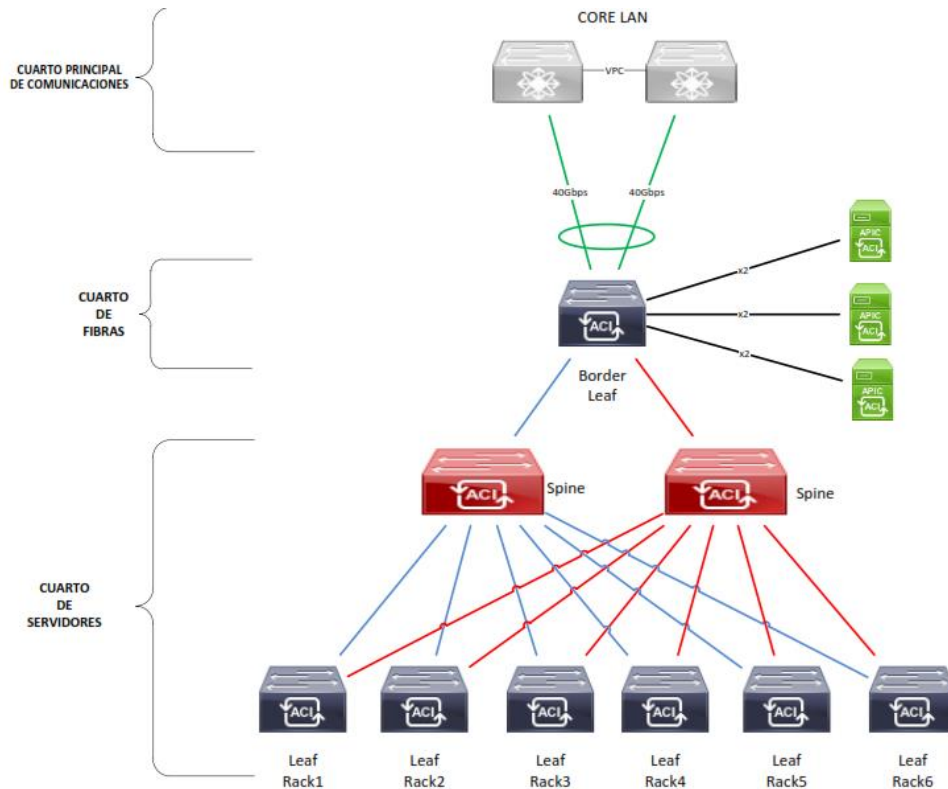 CORE LAN
CUARTO PRINCIPAL
DE COMUNICACIONES
VPC
40Gbps
40Gbps
APIC
ACI
x2
CUARTO
DE
FIBRAS
ACI
x2
APIC
ACI
x2
Border
Leaf
APIC
ACI
ACI
Spine
ACI
Spine
CUARTO
DE
SERVIDORES
ACI
ACI
ACI
ACI
ACI
ACI
Leaf
Rack1
Leaf
Rack2
Leaf
Rack3
Leaf
Rack4
Leaf
Rack5
Leaf
Rack6